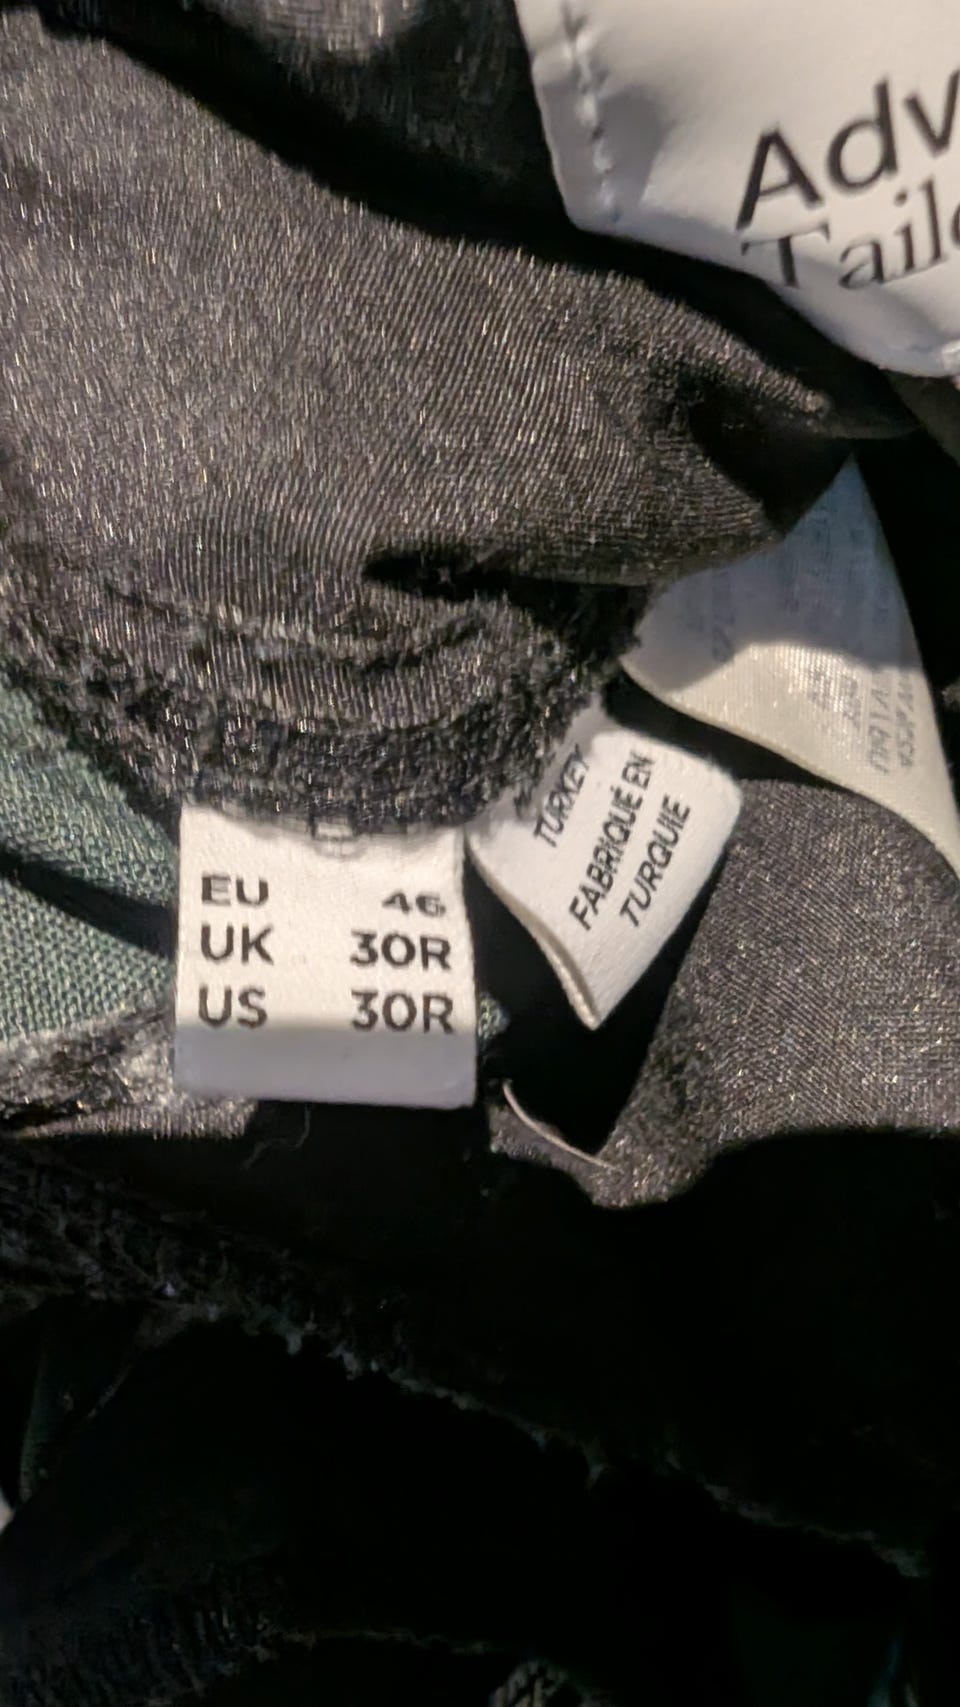 Adv
Tail
EU 46
UK 30R
US 30R
TURKEY
FABRIQUÉ EN
TURQUIE